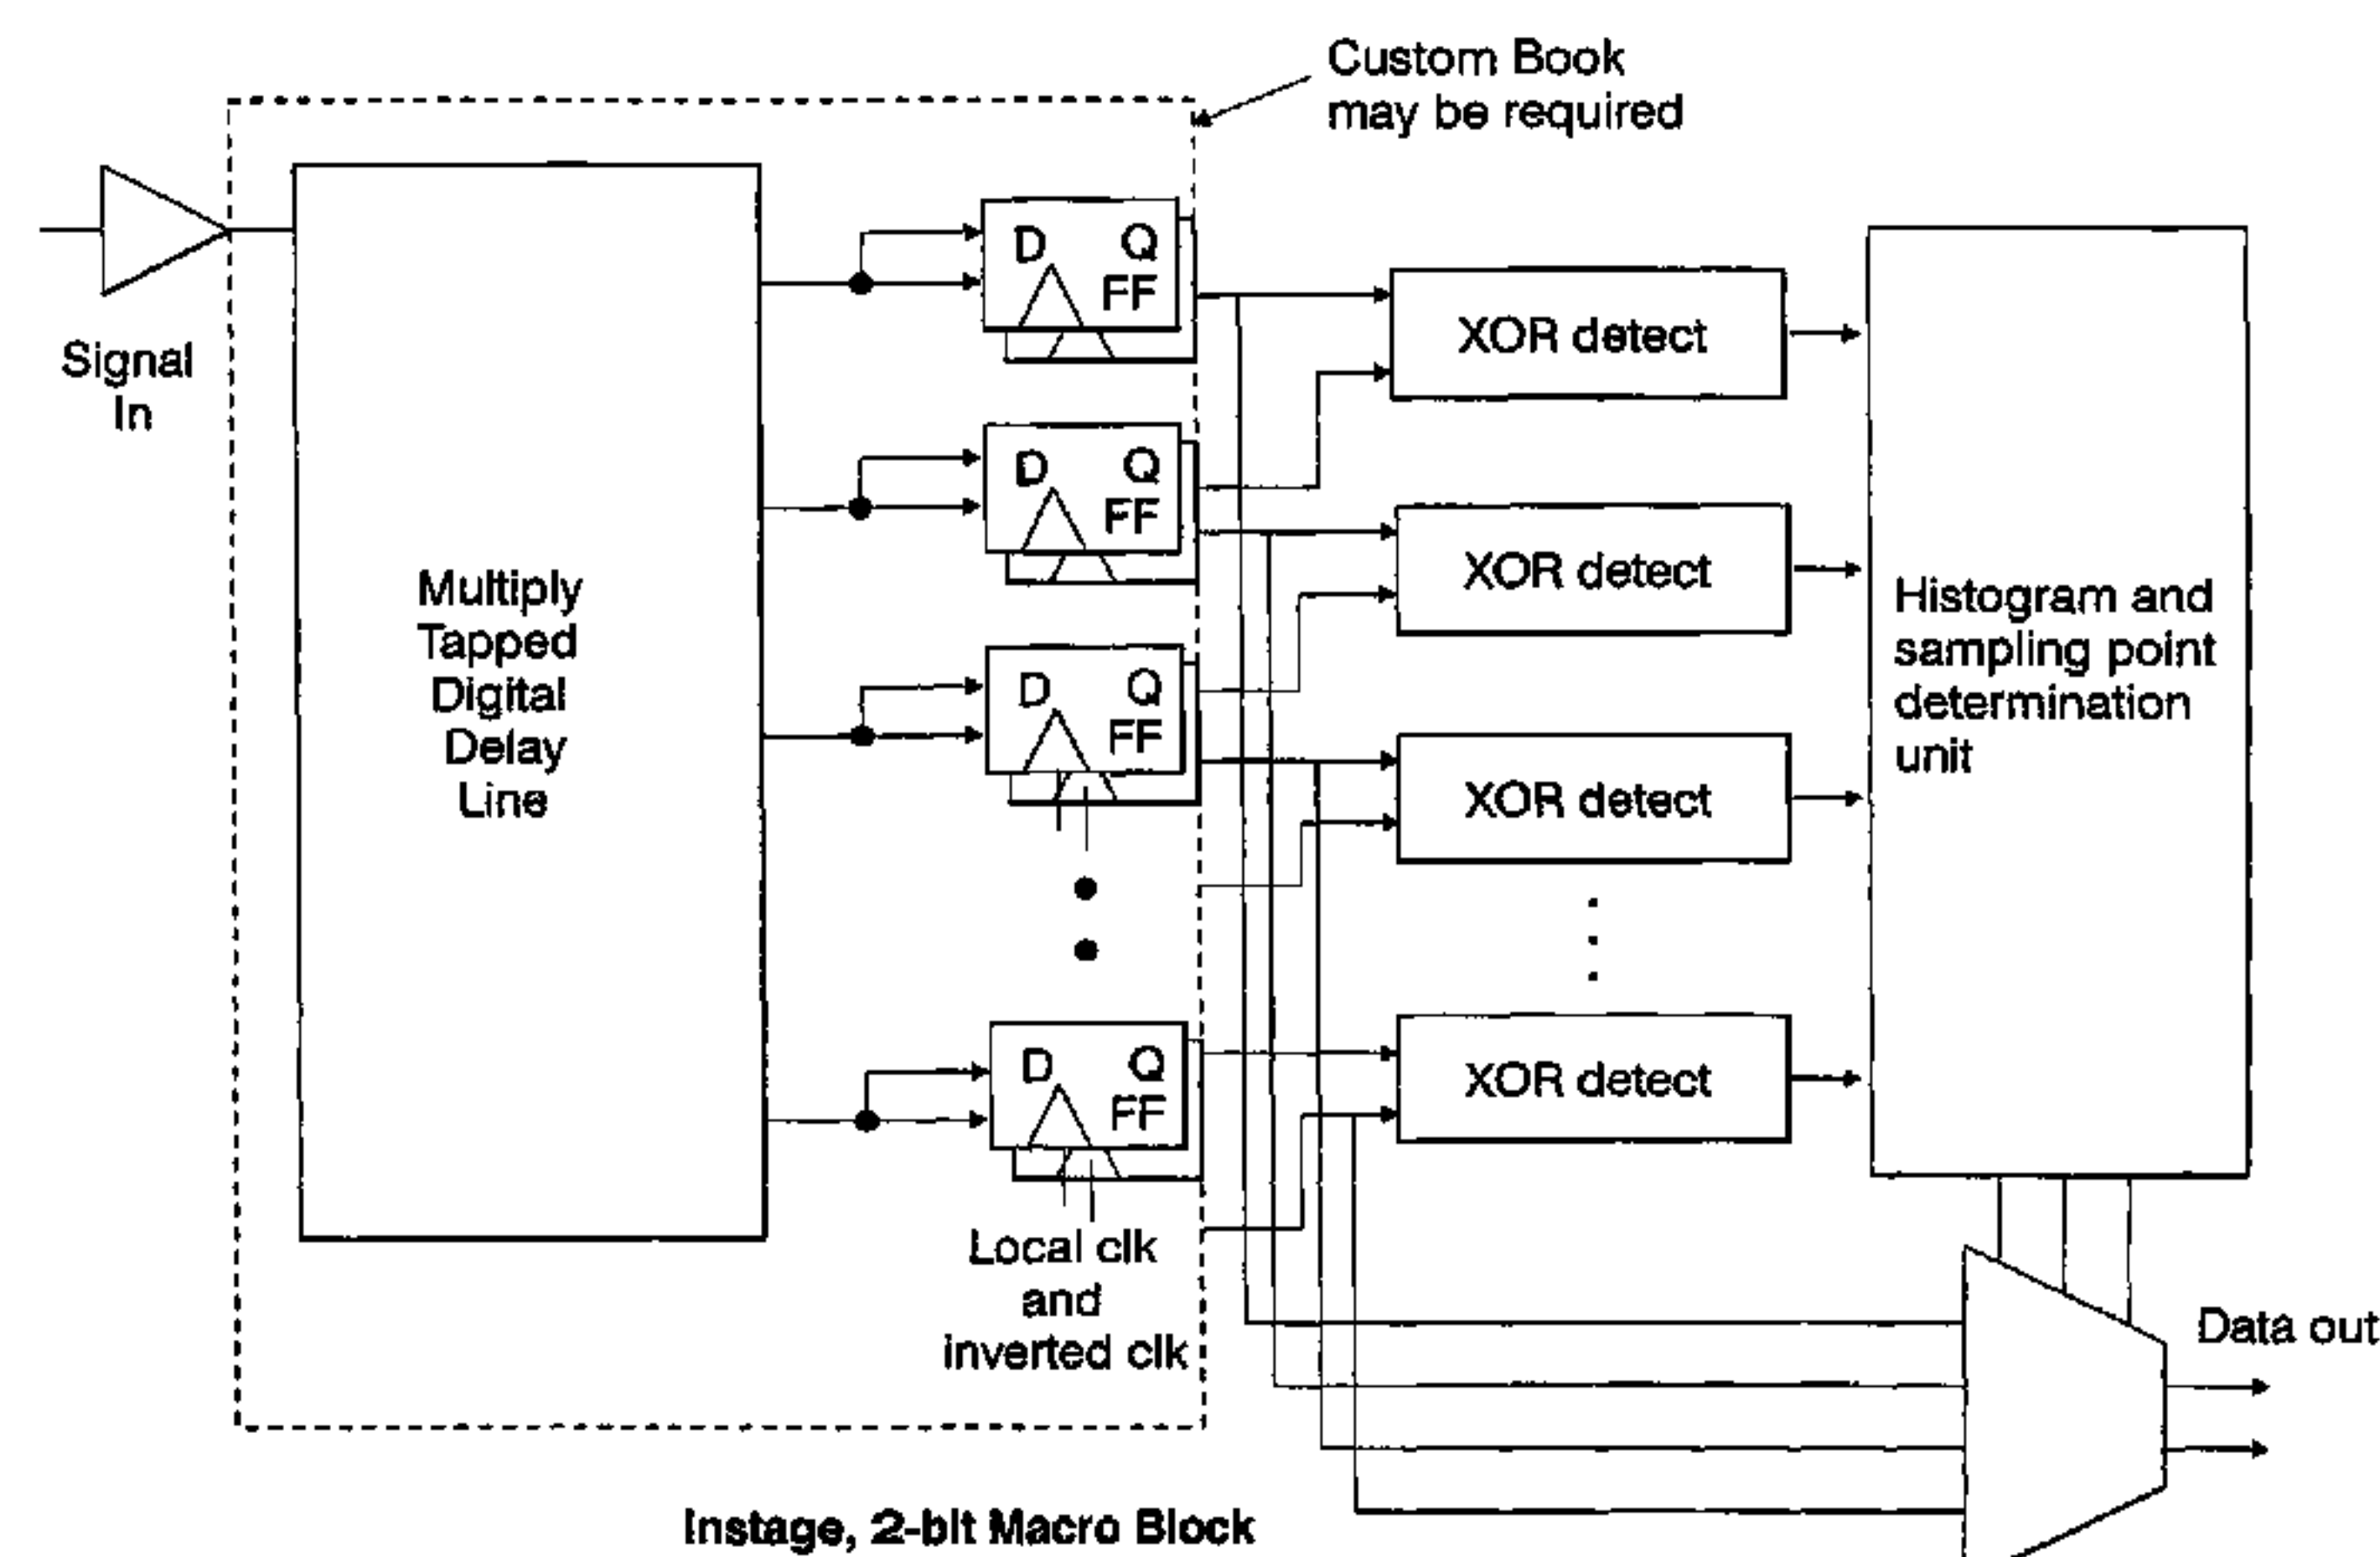 Custom Book
may be required
Signal
In
Multiply
Tapped
Digital
Delay
Line
D Q
FF
D Q
FF
D Q
FF
D Q
FF
Local clk
and
inverted clk
XOR detect
XOR detect
XOR detect
XOR detect
Histogram and
sampling point
determination
unit
Data out
Instage, 2-bit Macro Block